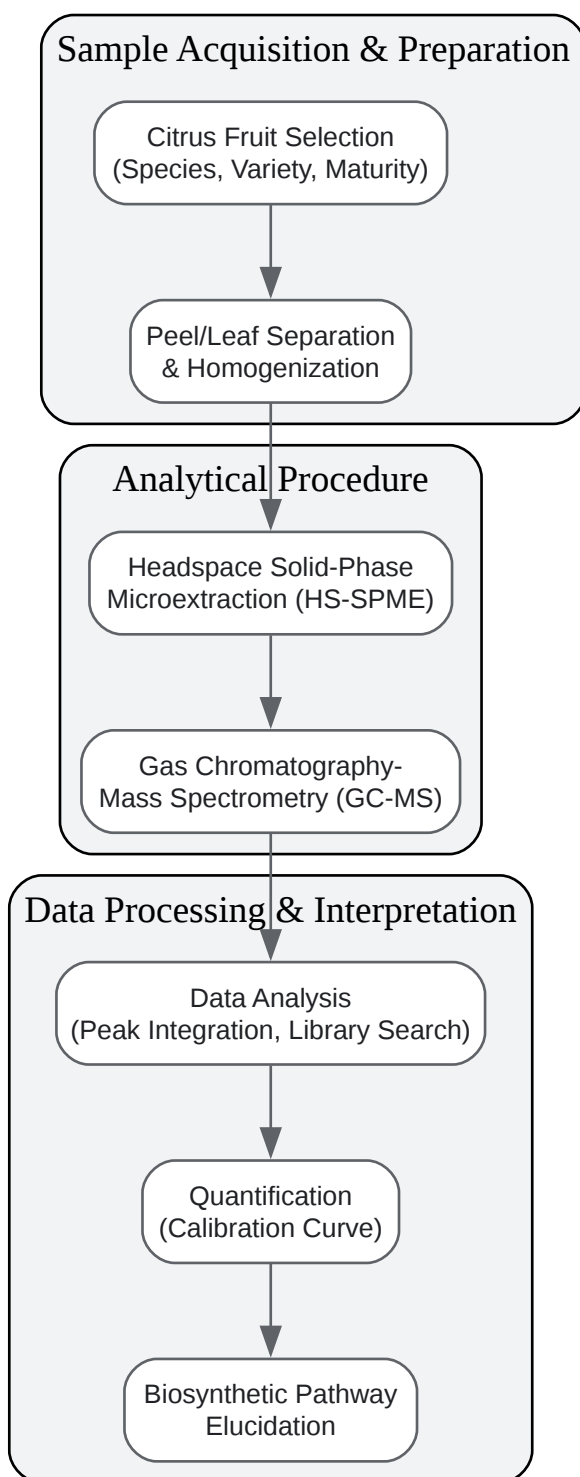 Sample Acquisition & Preparation
Citrus Fruit Selection
(Species, Variety, Maturity)
Peel/Leaf Separation
& Homogenization
Analytical Procedure
Headspace Solid-Phase
Microextraction (HS-SPME)
Gas Chromatography-
Mass Spectrometry (GC-MS)
Data Processing & Interpretation
Data Analysis
(Peak Integration, Library Search)
Quantification
(Calibration Curve)
Biosynthetic Pathway
Elucidation